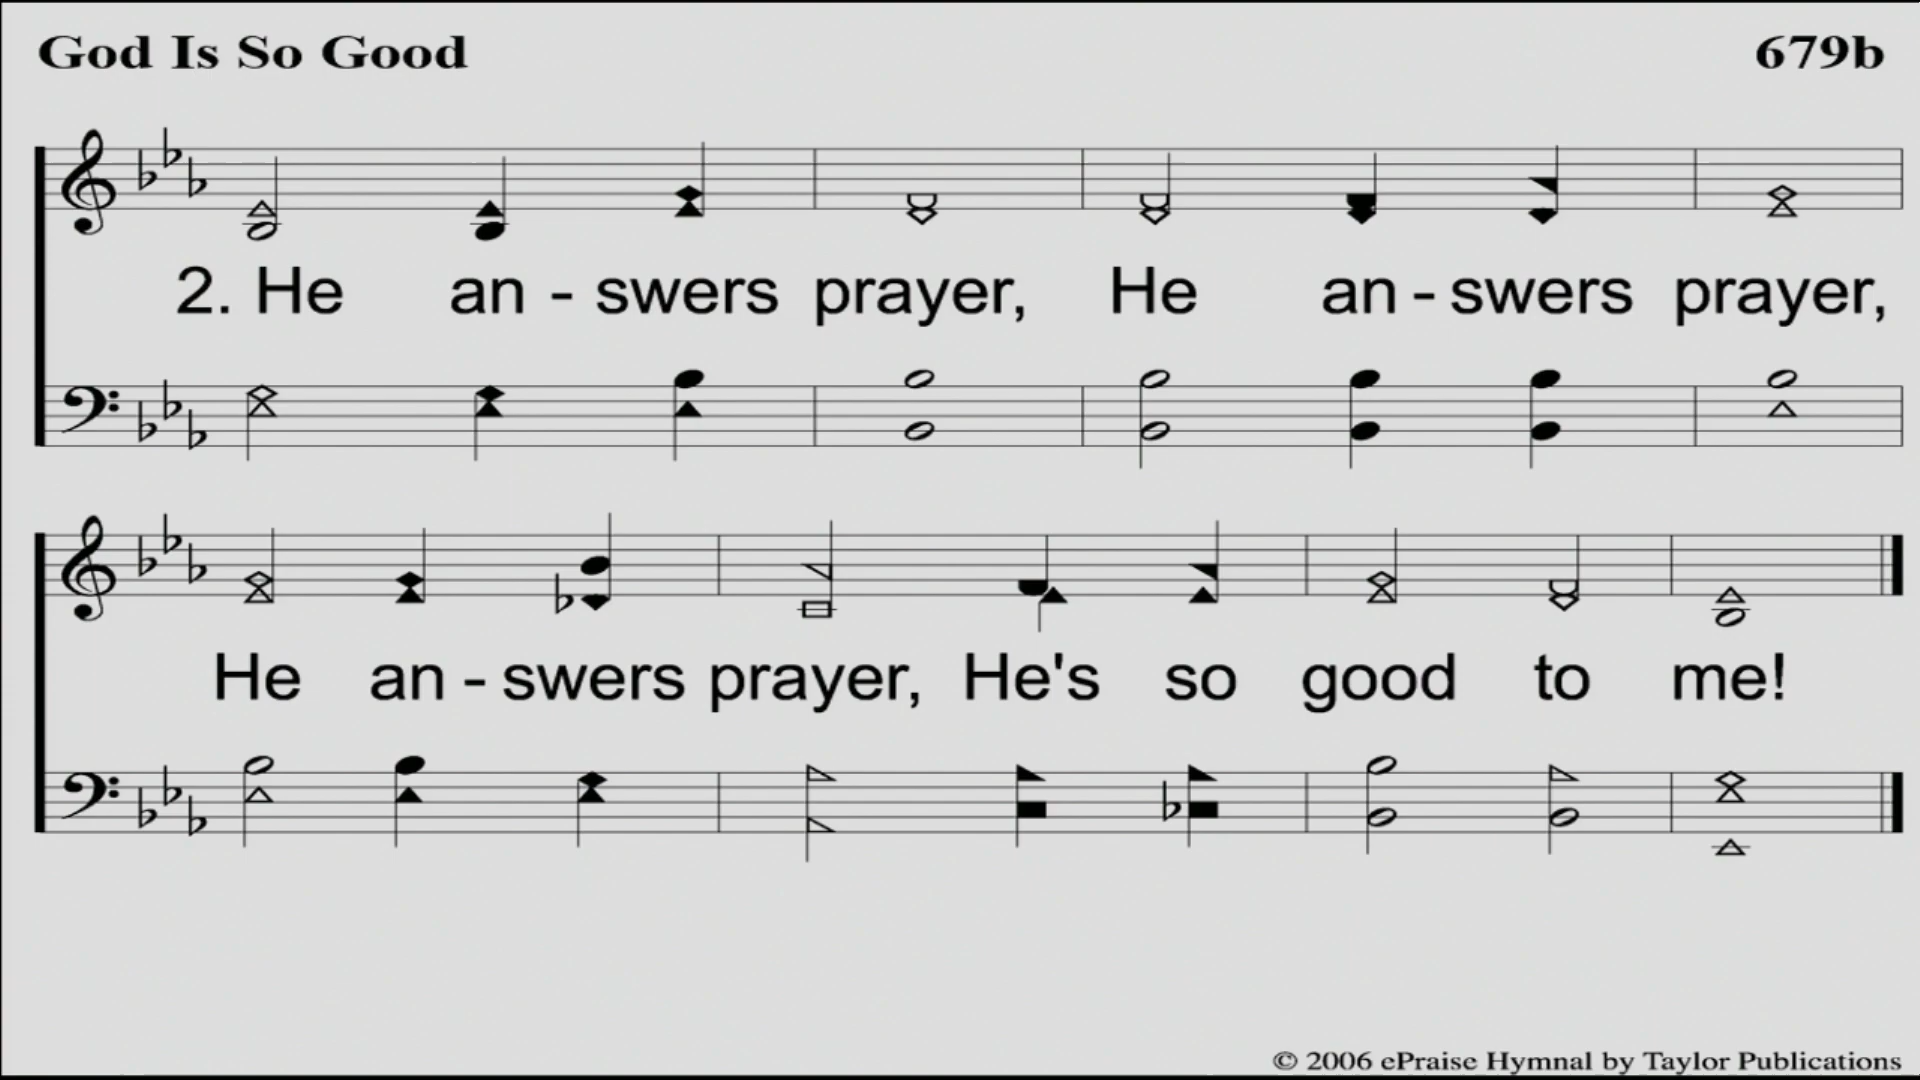 God Is So Good 679b
2. He an - swers prayer, He an - swers prayer,
He an - swers prayer, He's so good to me!
© 2006 ePraise Hymnal by Taylor Publications